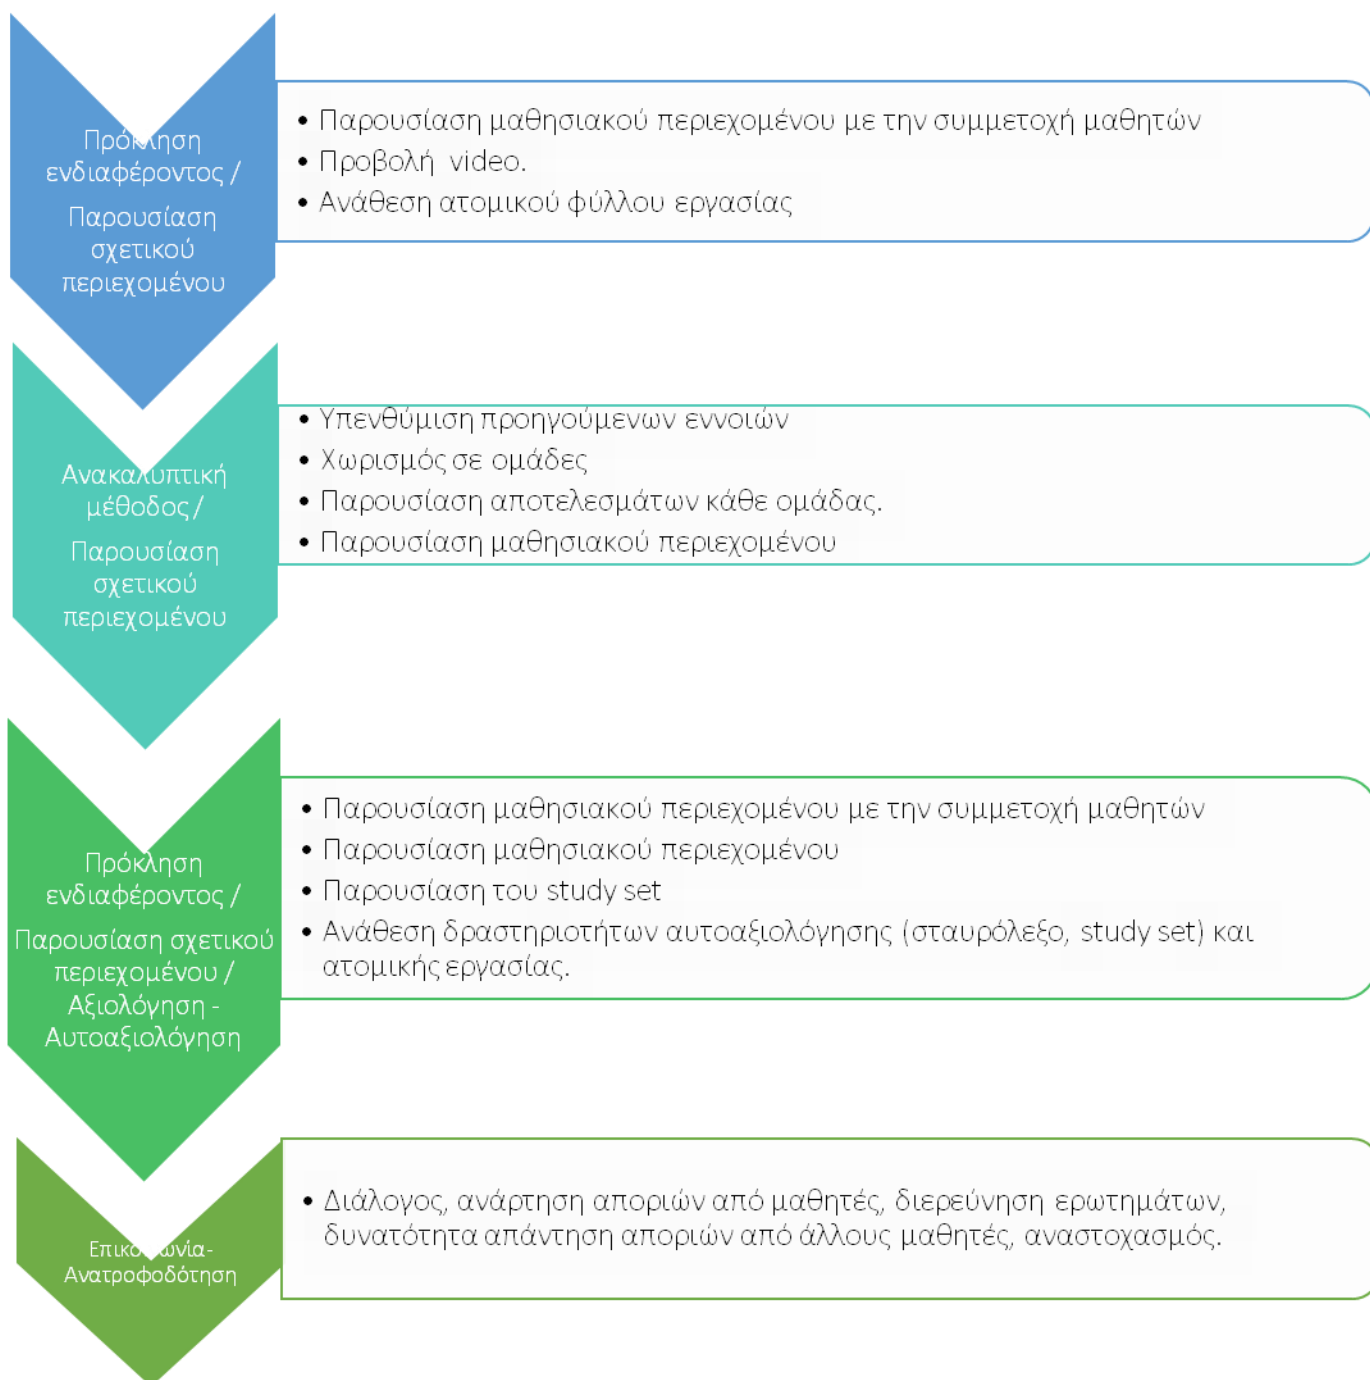 Πρόκληση
ενδιαφέροντος /
Παρουσίαση
σχετικού
περιεχομένου
• Παρουσίαση μαθησιακού περιεχομένου με την συμμετοχή μαθητών
• Προβολή video.
• Ανάθεση ατομικού φύλλου εργασίας
Ανακαλυπτική
μέθοδος /
Παρουσίαση
σχετικού
περιεχομένου
• Υπενθύμιση προηγούμενων εννοιών
• Χωρισμός σε ομάδες
• Παρουσίαση αποτελεσμάτων κάθε ομάδας.
• Παρουσίαση μαθησιακού περιεχομένου
Πρόκληση
ενδιαφέροντος /
Παρουσίαση σχετικού
περιεχομένου /
Αξιολόγηση -
Αυτοαξιολόγηση
• Παρουσίαση μαθησιακού περιεχομένου με την συμμετοχή μαθητών
• Παρουσίαση μαθησιακού περιεχομένου
• Παρουσίαση του study set
• Ανάθεση δραστηριοτήτων αυτοαξιολόγησης (σταυρόλεξο, study set) και
ατομικής εργασίας.
Επικοινωνία-
Ανατροφοδότηση
• Διάλογος, ανάρτηση αποριών από μαθητές, διερεύνηση ερωτημάτων,
δυνατότητα απάντηση αποριών από άλλους μαθητές, αναστοχασμός.